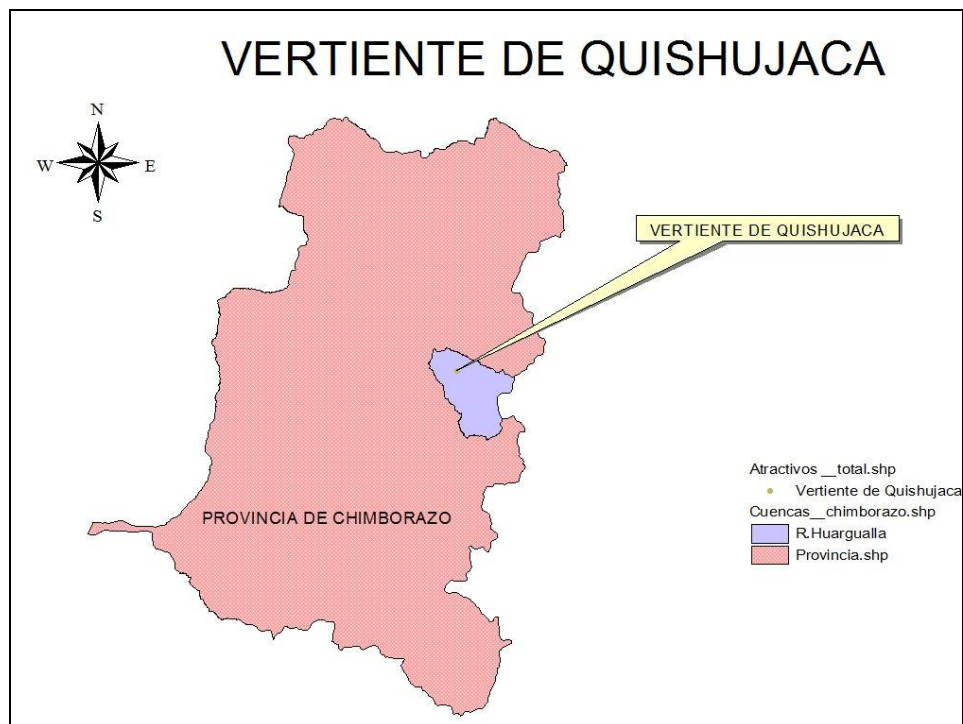 VERTIENTE DE QUISHUJACA
N
W
E
S
VERTIENTE DE QUISHUJACA
PROVINCIA DE CHIMBORAZO
Atractivos __total.shp
Vertiente de Quishujaca
Cuencas__chimborazo.shp
R.Huargualla
Provincia.shp